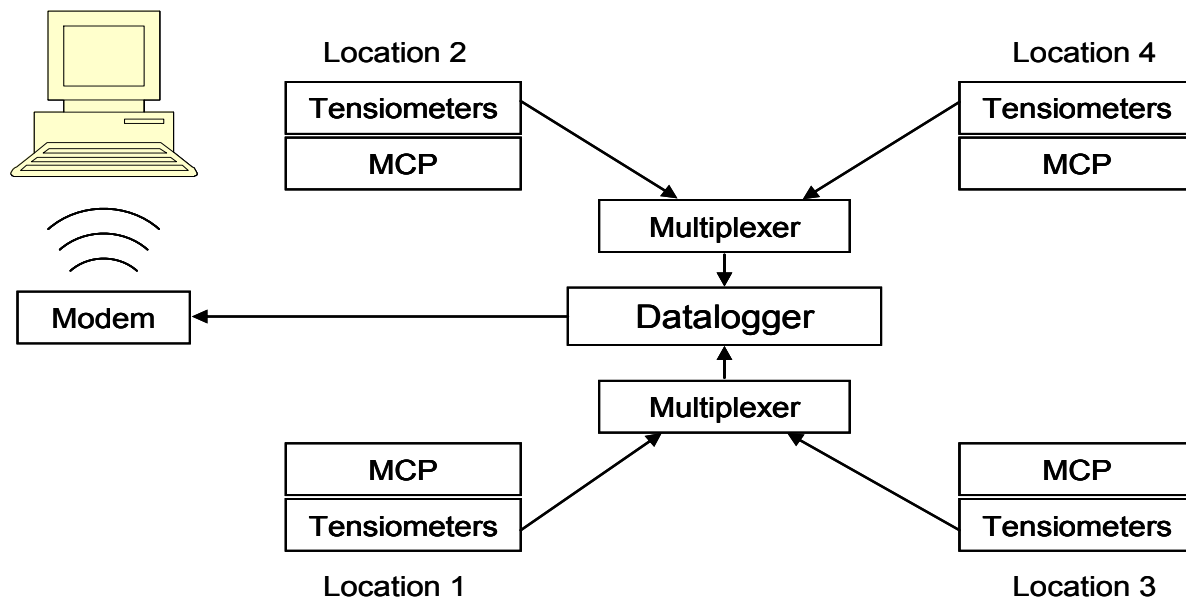 Location 2
Location 4
Tensiometers
Tensiometers
MCP
MCP
Multiplexer
Modem
Datalogger
Multiplexer
MCP
MCP
Tensiometers
Tensiometers
Location 1
Location 3